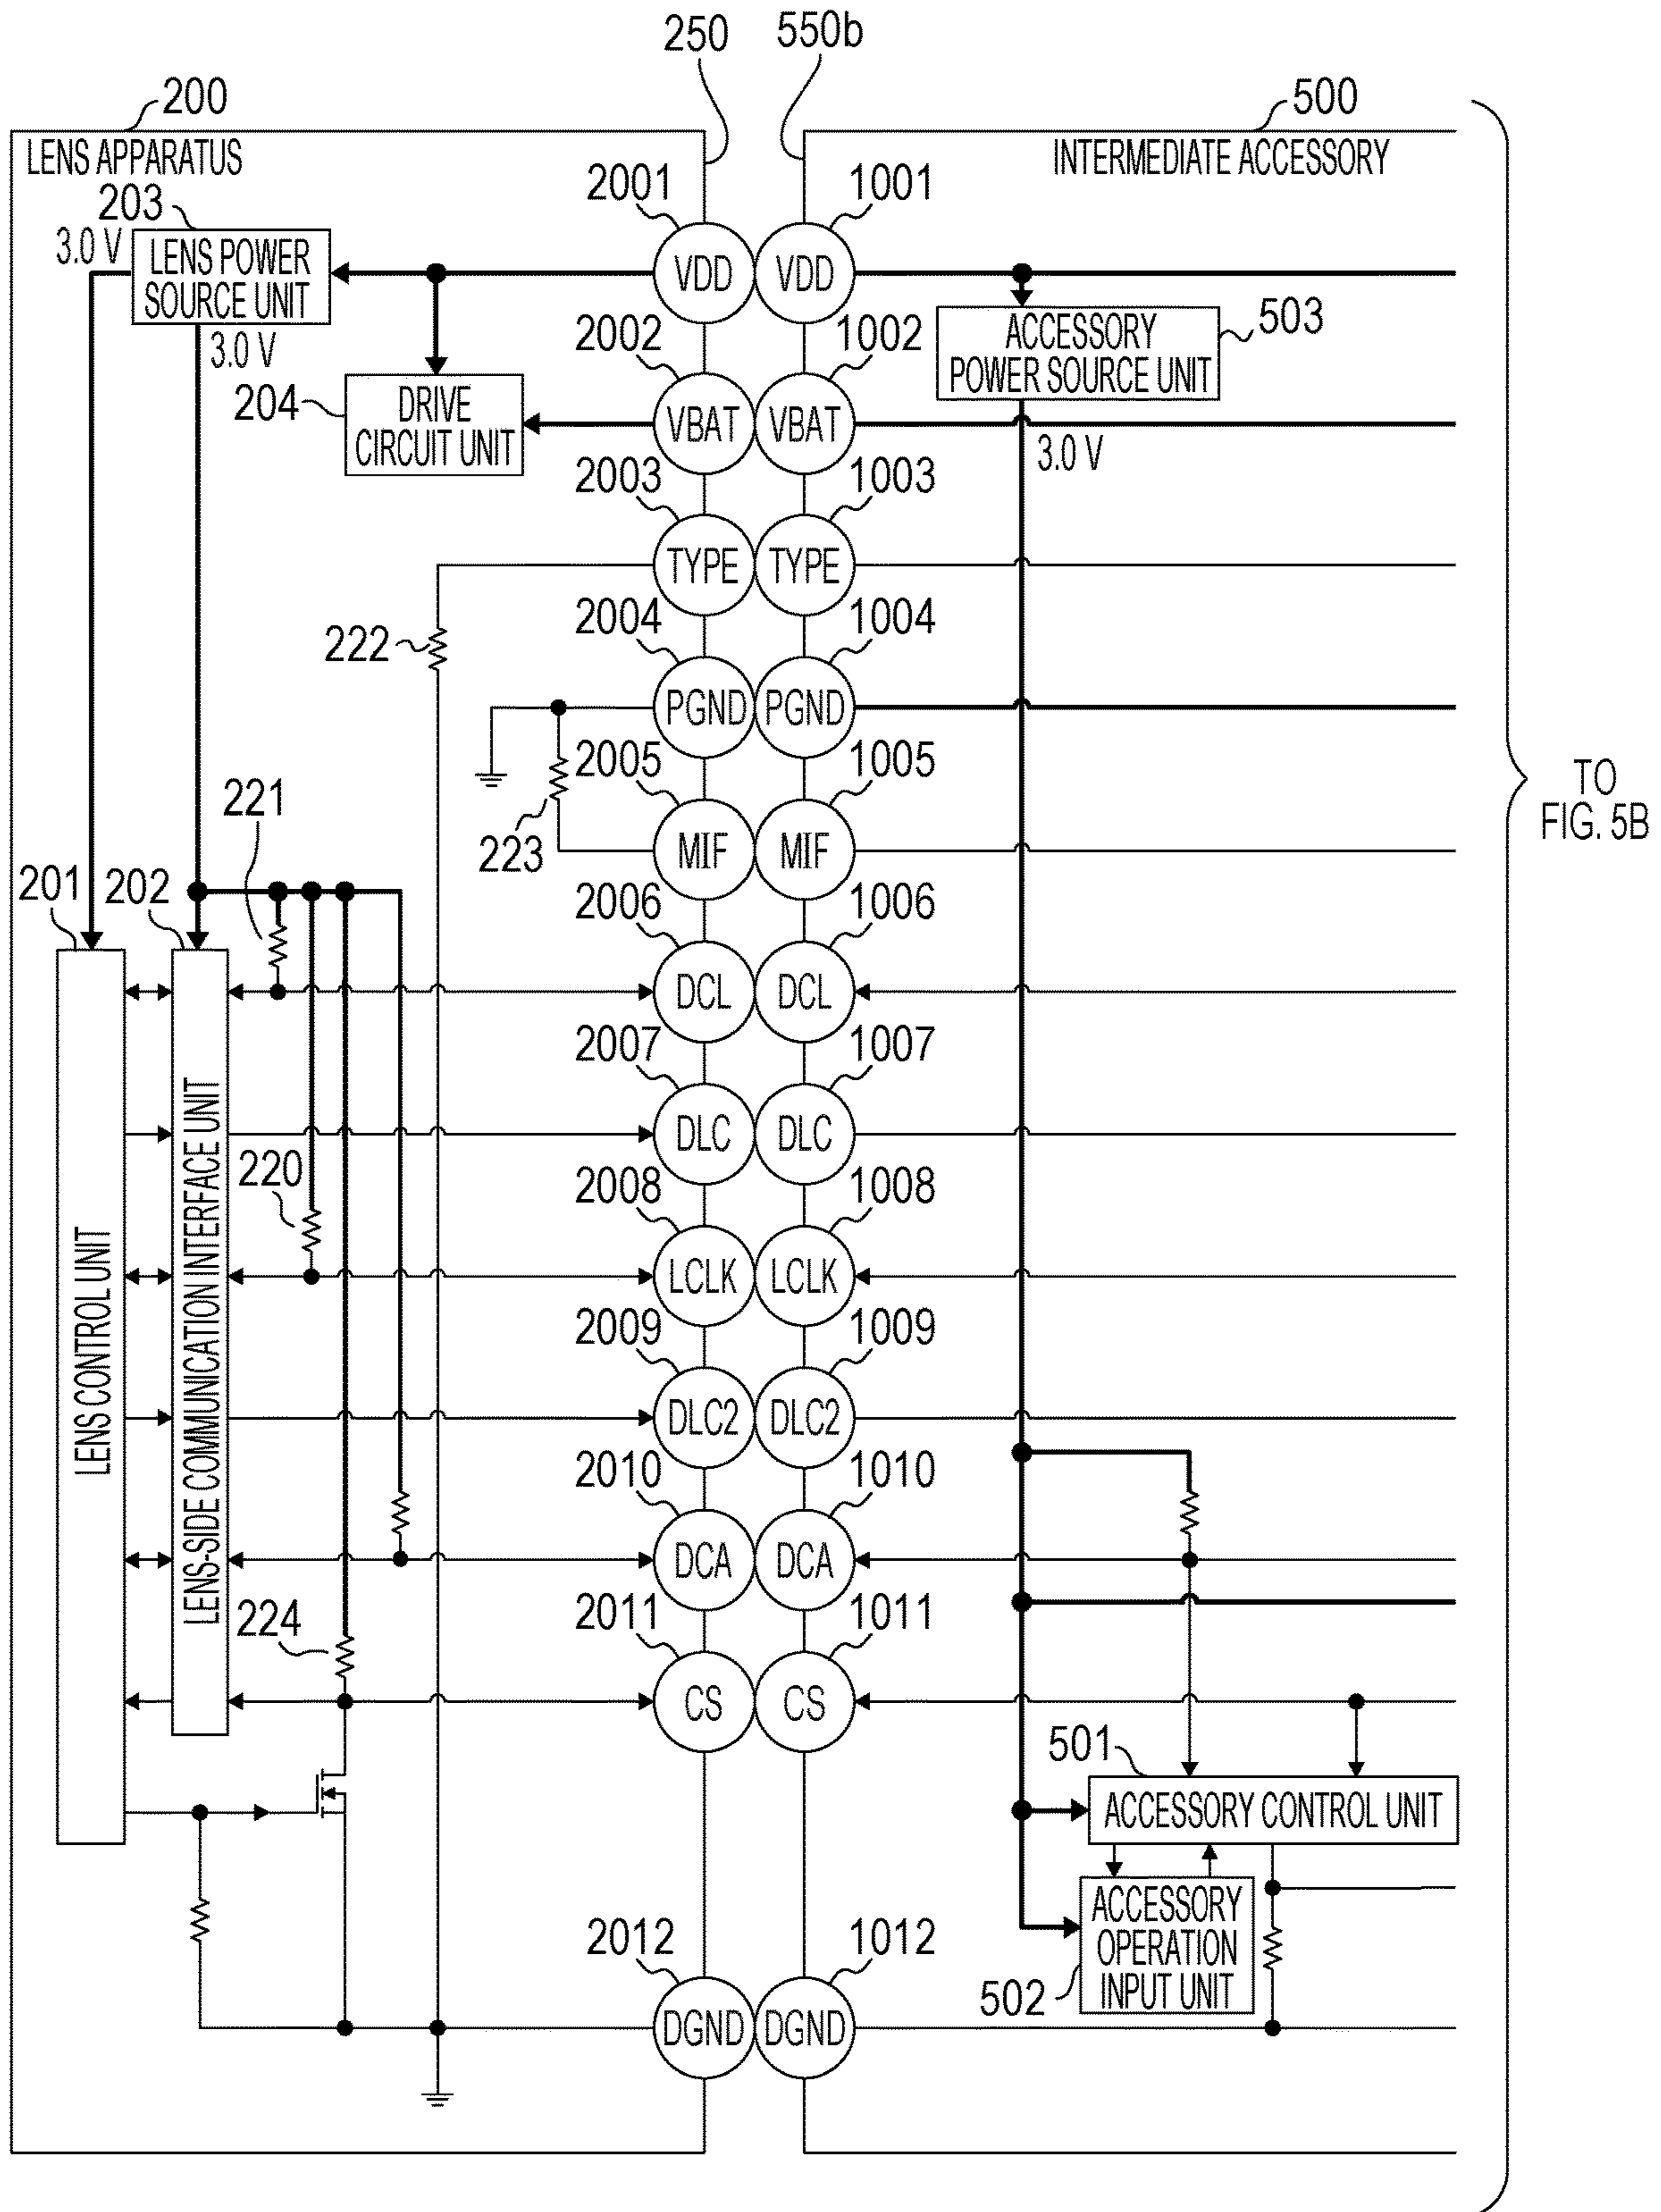 250
550b
200
500
LENS APPARATUS
INTERMEDIATE ACCESSORY
203
2001
1001
3.0 V
LENS POWER
SOURCE UNIT
VDD
VDD
3.0 V
2002
1002
ACCESSORY
POWER SOURCE UNIT
503
204
DRIVE
CIRCUIT UNIT
VBAT
VBAT
3.0 V
2003
1003
TYPE
TYPE
222
2004
1004
PGND
PGND
2005
1005
TO
FIG. 5B
221
223
MIF
MIF
201
202
2006
1006
DCL
DCL
2007
1007
DLC
DLC
220
2008
1008
LENS CONTROL UNIT
LENS-SIDE COMMUNICATION INTERFACE UNIT
LCLK
LCLK
2009
1009
DLC2
DLC2
2010
1010
DCA
DCA
224
2011
1011
CS
CS
501
ACCESSORY CONTROL UNIT
2012
1012
502
ACCESSORY
OPERATION
INPUT UNIT
DGND
DGND